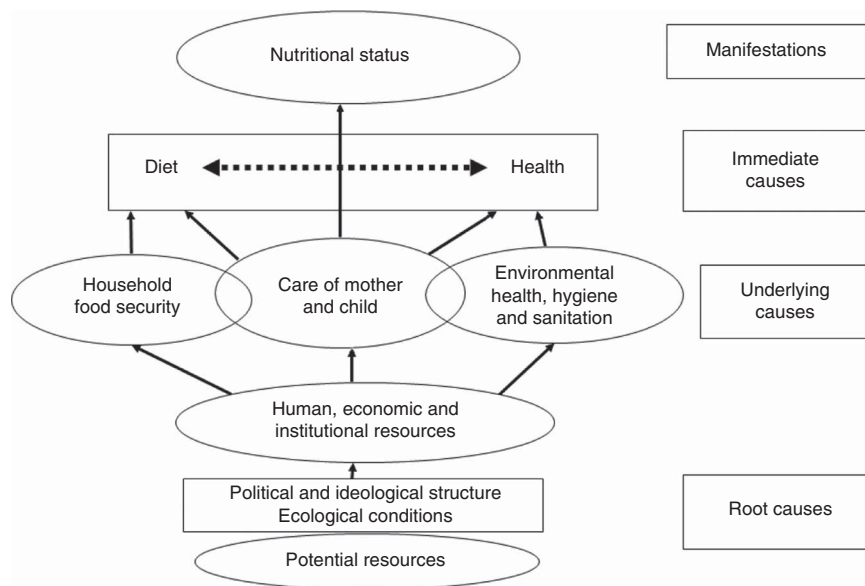 Nutritional status
Manifestations
Diet
Health
Immediate
causes
Household
food security
Care of mother
and child
Environmental
health, hygiene
and sanitation
Underlying
causes
Human, economic and
institutional resources
Political and ideological structure
Ecological conditions
Root causes
Potential resources